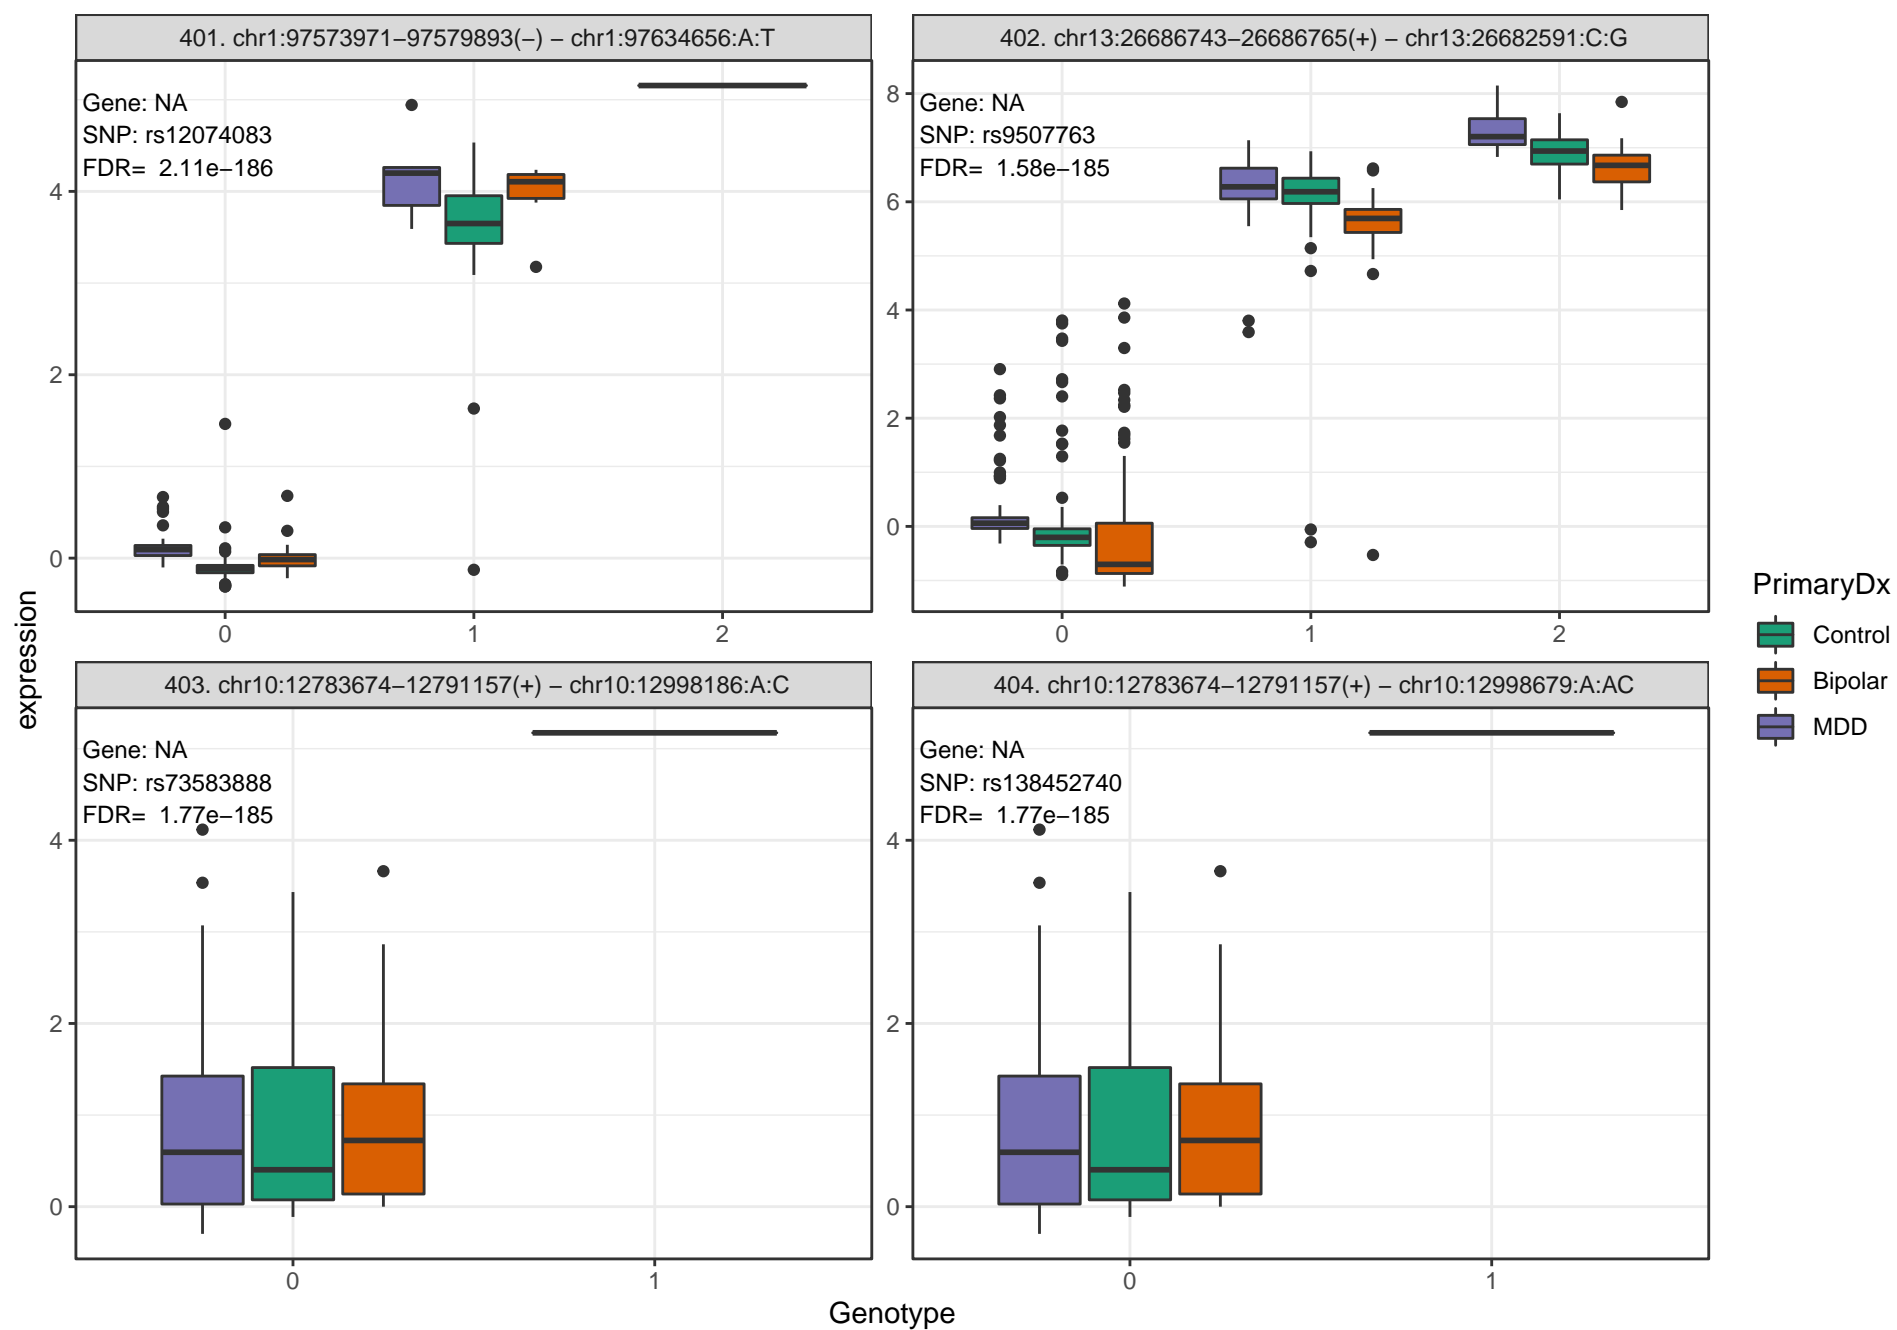 401. chr1:97573971−97579893(−) − chr1:97634656:A:T
Gene: NA
SNP: rs12074083
FDR=  2.11e−186
4
2
0
0 1 2
402. chr13:26686743−26686765(+) − chr13:26682591:C:G
Gene: NA
SNP: rs9507763
FDR=  1.58e−185
8
6
4
2
0
0 1 2
403. chr10:12783674−12791157(+) − chr10:12998186:A:C
Gene: NA
SNP: rs73583888
FDR=  1.77e−185
4
2
0
0 1
404. chr10:12783674−12791157(+) − chr10:12998679:A:AC
Gene: NA
SNP: rs138452740
FDR=  1.77e−185
4
2
0
0 1
expression
Genotype
PrimaryDx
Control
Bipolar
MDD